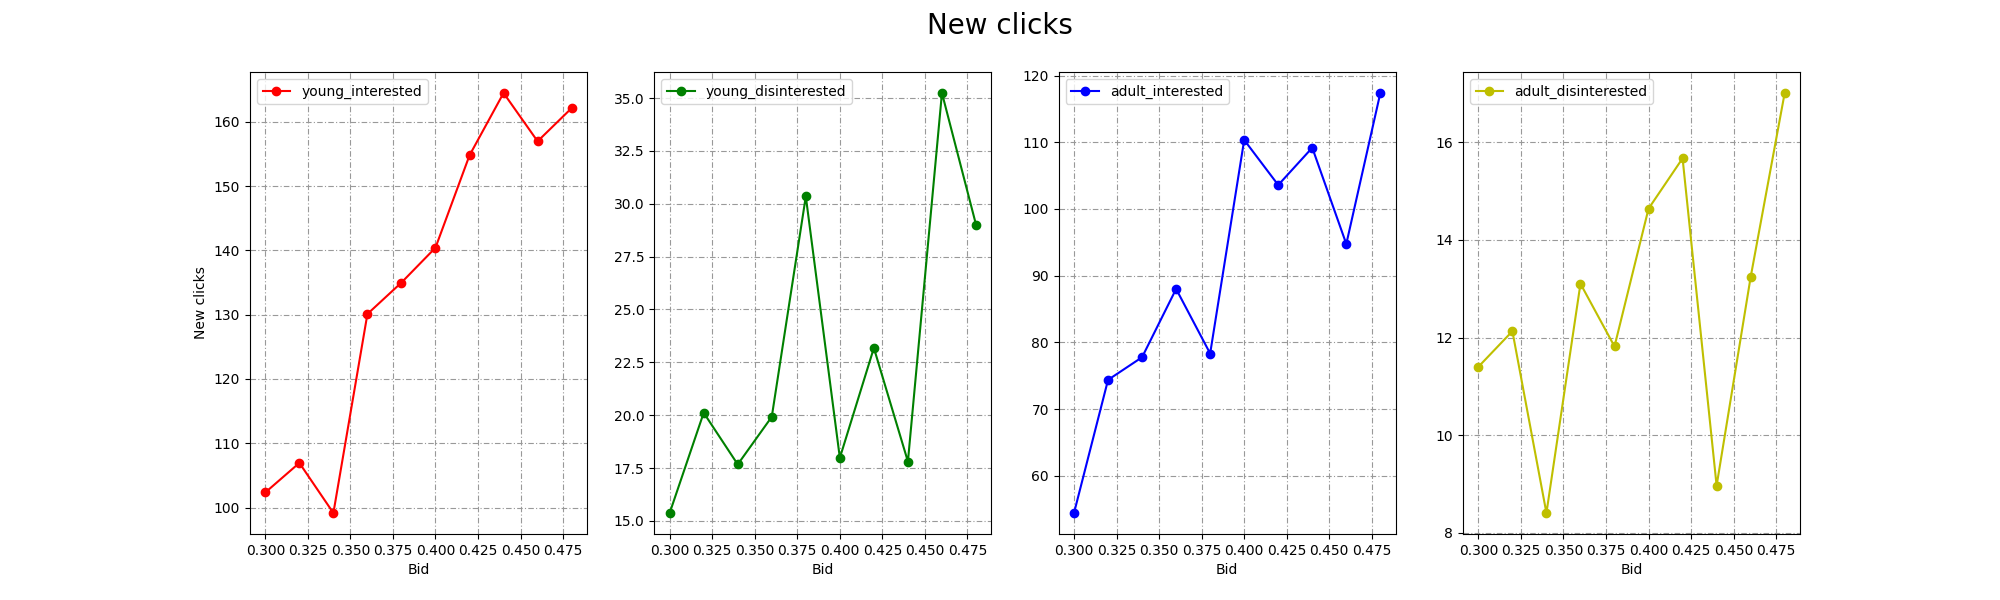 New clicks
young_interested
160
150
140
130
120
110
100
New clicks
0.300 0.325 0.350 0.375 0.400 0.425 0.450 0.475
Bid
young_disinterested
35.0
32.5
30.0
27.5
25.0
22.5
20.0
17.5
15.0
0.300 0.325 0.350 0.375 0.400 0.425 0.450 0.475
Bid
adult_interested
120
110
100
90
80
70
60
0.300 0.325 0.350 0.375 0.400 0.425 0.450 0.475
Bid
adult_disinterested
16
14
12
10
8
0.300 0.325 0.350 0.375 0.400 0.425 0.450 0.475
Bid